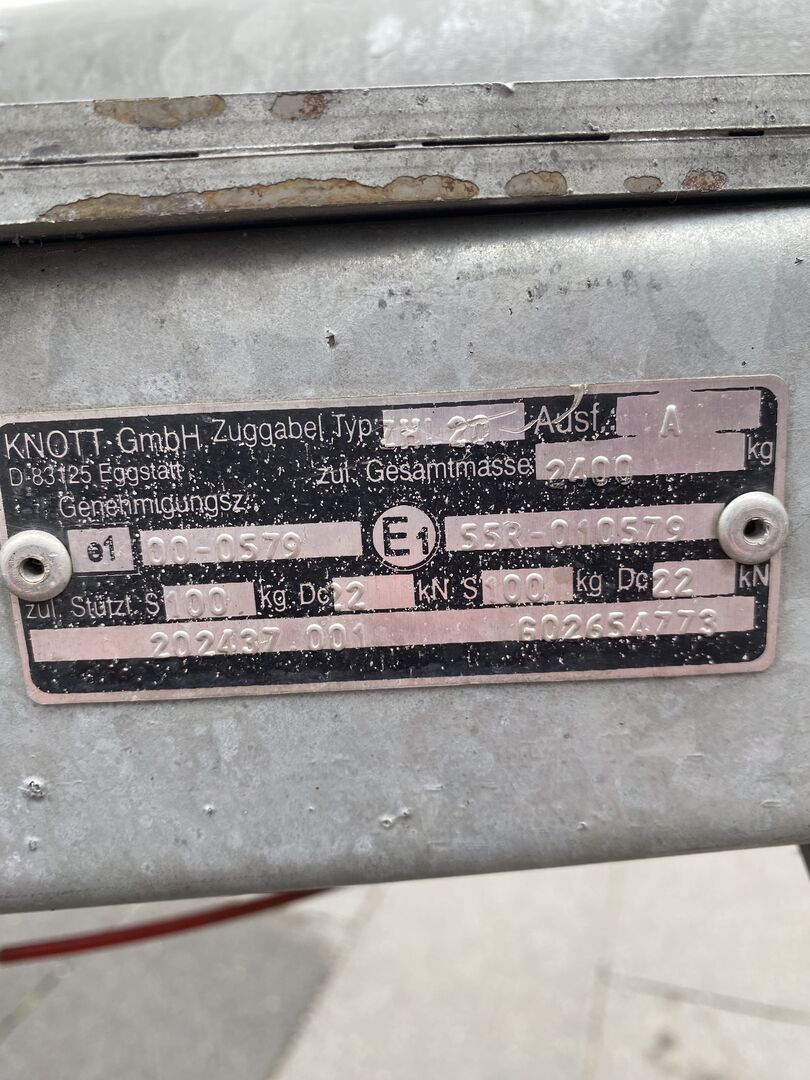 KNOTT GmbH Zuggabel Typ Ausf. A
D-83125 Eggstätt zul Gesamtmasse 2400 kg
Genehmigungsz.:
e1 00-0579 E1 55R-010579
zul. Stützl. S 100 kg Dc 22 kN S 100 kg Dc 22 kN
202437 001 G02654773